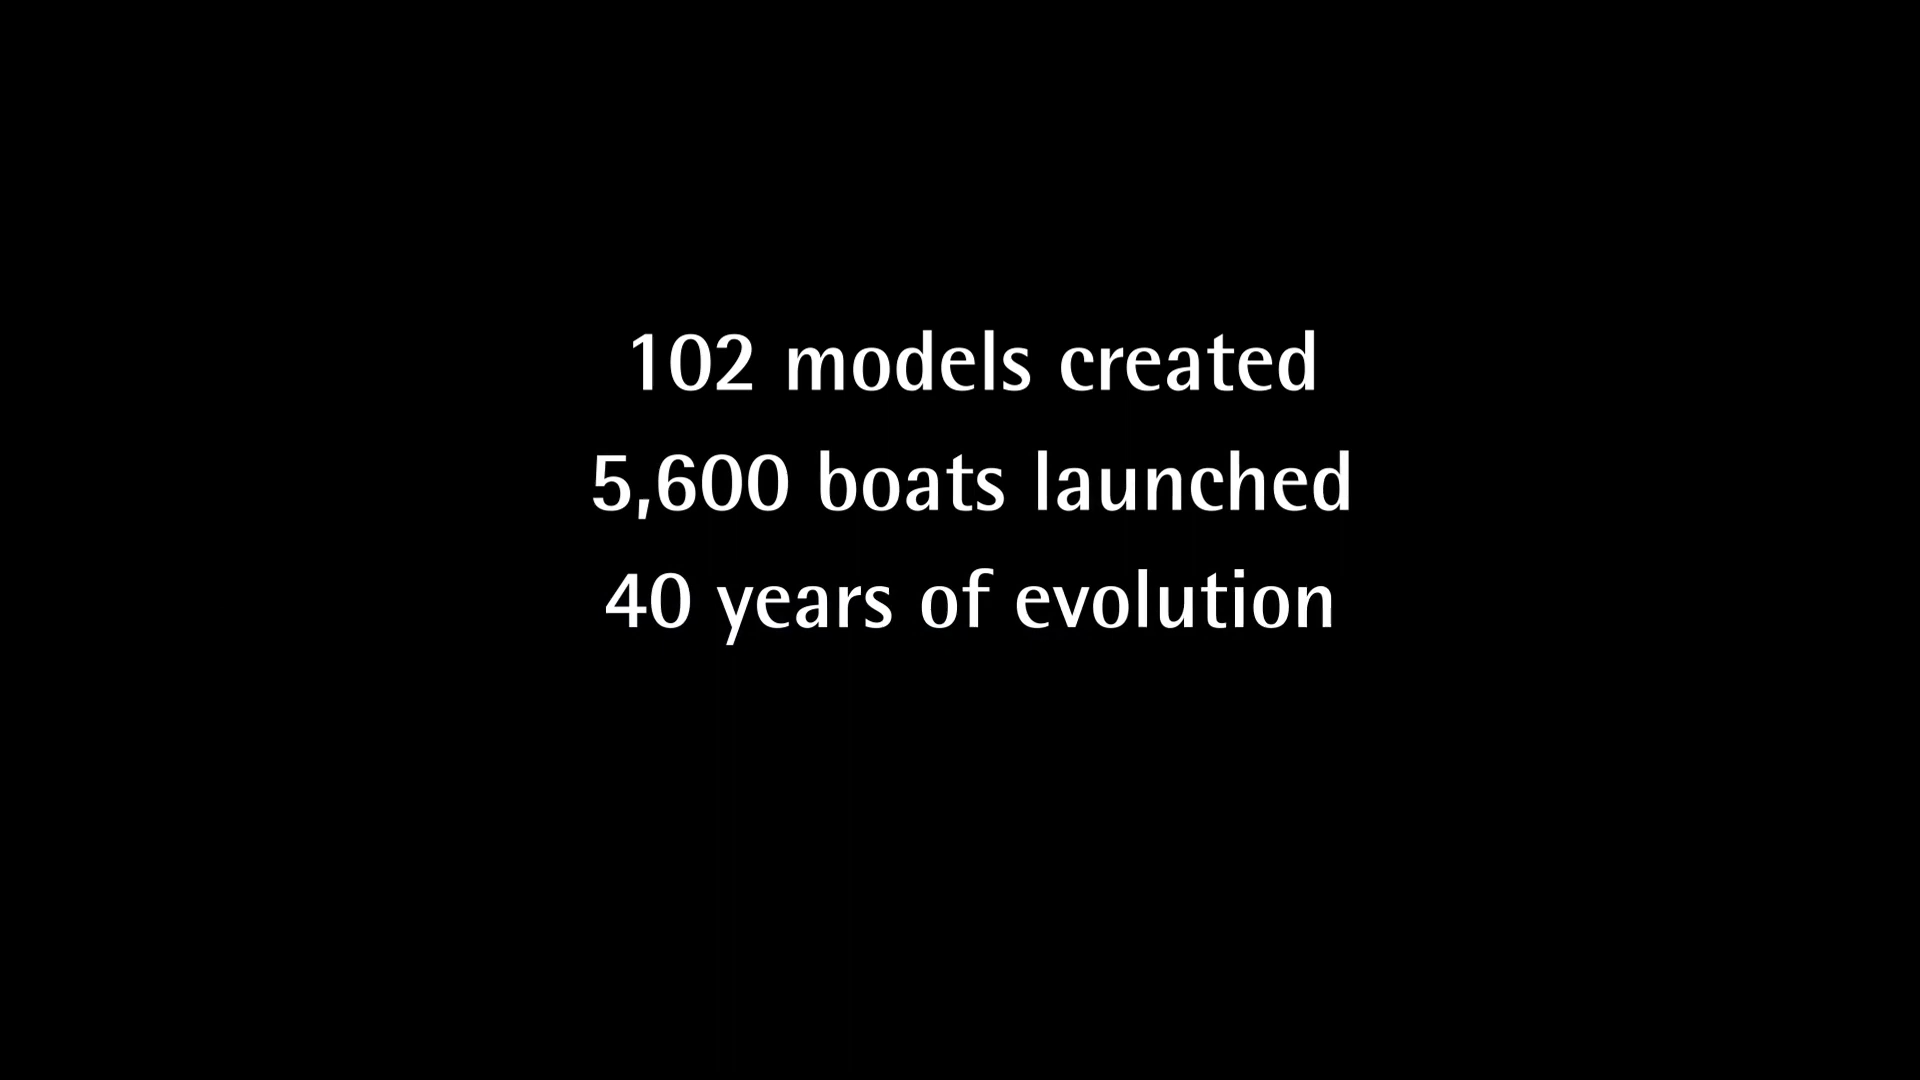 102 models created
5,600 boats launched
40 years of evolution